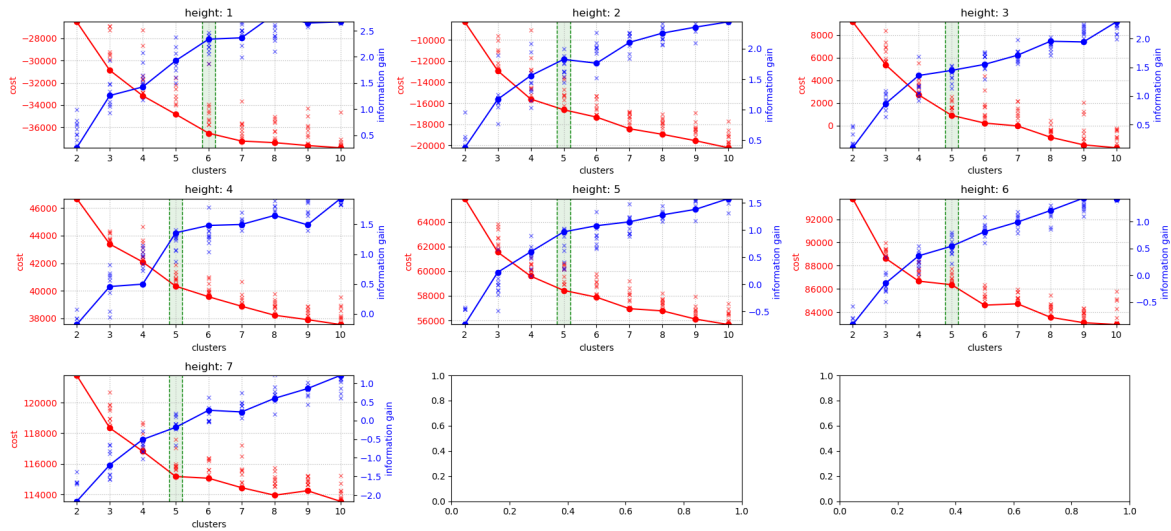 height: 1
−28000
−30000
−32000
−34000
−36000
cost
2.5
2.0
1.5
1.0
0.5
information gain
2 3 4 5 6 7 8 9 10
clusters
height: 2
−10000
−12000
−14000
−16000
−18000
−20000
cost
2.0
1.5
1.0
0.5
information gain
2 3 4 5 6 7 8 9 10
clusters
height: 3
8000
6000
4000
2000
0
cost
2.0
1.5
1.0
0.5
information gain
2 3 4 5 6 7 8 9 10
clusters
height: 4
46000
44000
42000
40000
38000
cost
1.5
1.0
0.5
0.0
information gain
2 3 4 5 6 7 8 9 10
clusters
height: 5
64000
62000
60000
58000
56000
cost
1.5
1.0
0.5
0.0
−0.5
information gain
2 3 4 5 6 7 8 9 10
clusters
height: 6
92000
90000
88000
86000
84000
cost
1.0
0.5
0.0
−0.5
information gain
2 3 4 5 6 7 8 9 10
clusters
height: 7
120000
118000
116000
114000
cost
1.0
0.5
0.0
−0.5
−1.0
−1.5
−2.0
information gain
2 3 4 5 6 7 8 9 10
clusters
1.0
0.8
0.6
0.4
0.2
0.0
0.0 0.2 0.4 0.6 0.8 1.0
1.0
0.8
0.6
0.4
0.2
0.0
0.0 0.2 0.4 0.6 0.8 1.0